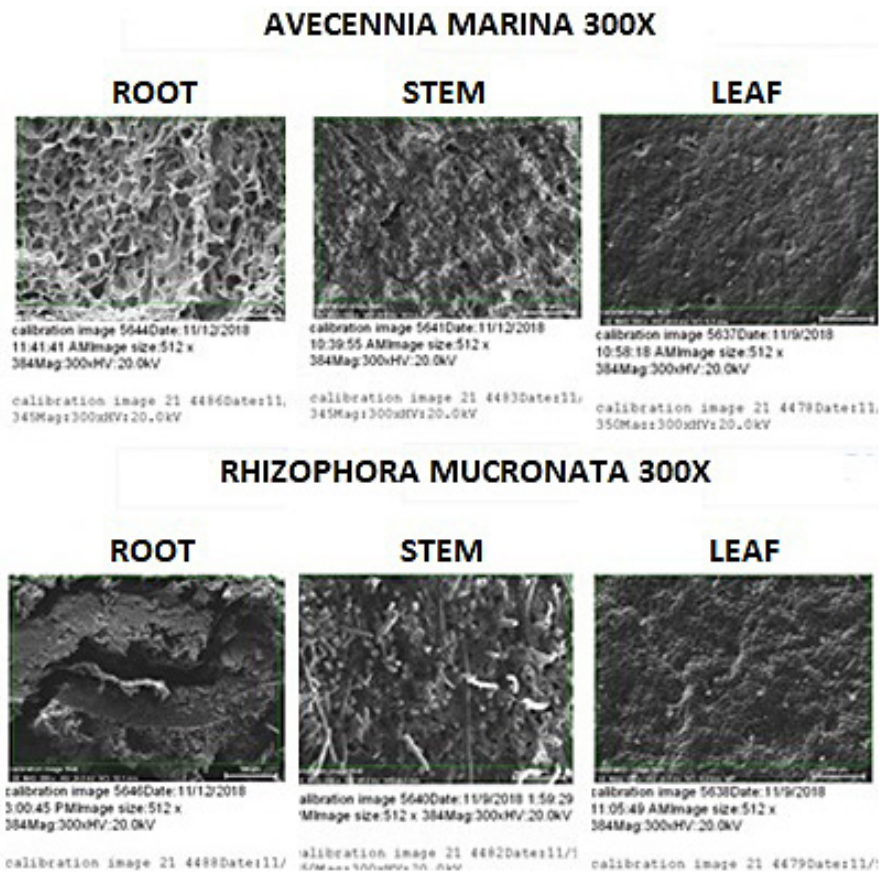 AVECENNIA MARINA 300X
ROOT STEM LEAF
calibration image 5644Date:11/12/2018
11:41:41 AMImage size:512 x
384Mag:300xHV:20.0kV
calibration image 21 4486Date:11/
345Mag:300xHV:20.0kV
calibration image 5641Date:11/12/2018
10:39:55 AMImage size:512 x
384Mag:300xHV:20.0kV
calibration image 21 4483Date:11/
345Mag:300xHV:20.0kV
calibration image 5637Date:11/9/2018
10:58:18 AMImage size:512 x
384Mag:300xHV:20.0kV
calibration image 21 4478Date:11/
350Mag:300xHV:20.0kV
RHIZOPHORA MUCRONATA 300X
ROOT STEM LEAF
calibration image 5646Date:11/12/2018
3:00:45 PMImage size:512 x
384Mag:300xHV:20.0kV
calibration image 21 4488Date:11/
alibration image 5640Date:11/9/2018 1:59:29
MImage size:512 x 384Mag:300xHV:20.0kV
alibration image 21 4482Date:11/
calibration image 5638Date:11/9/2018
11:05:49 AMImage size:512 x
384Mag:300xHV:20.0kV
calibration image 21 4479Date:11/